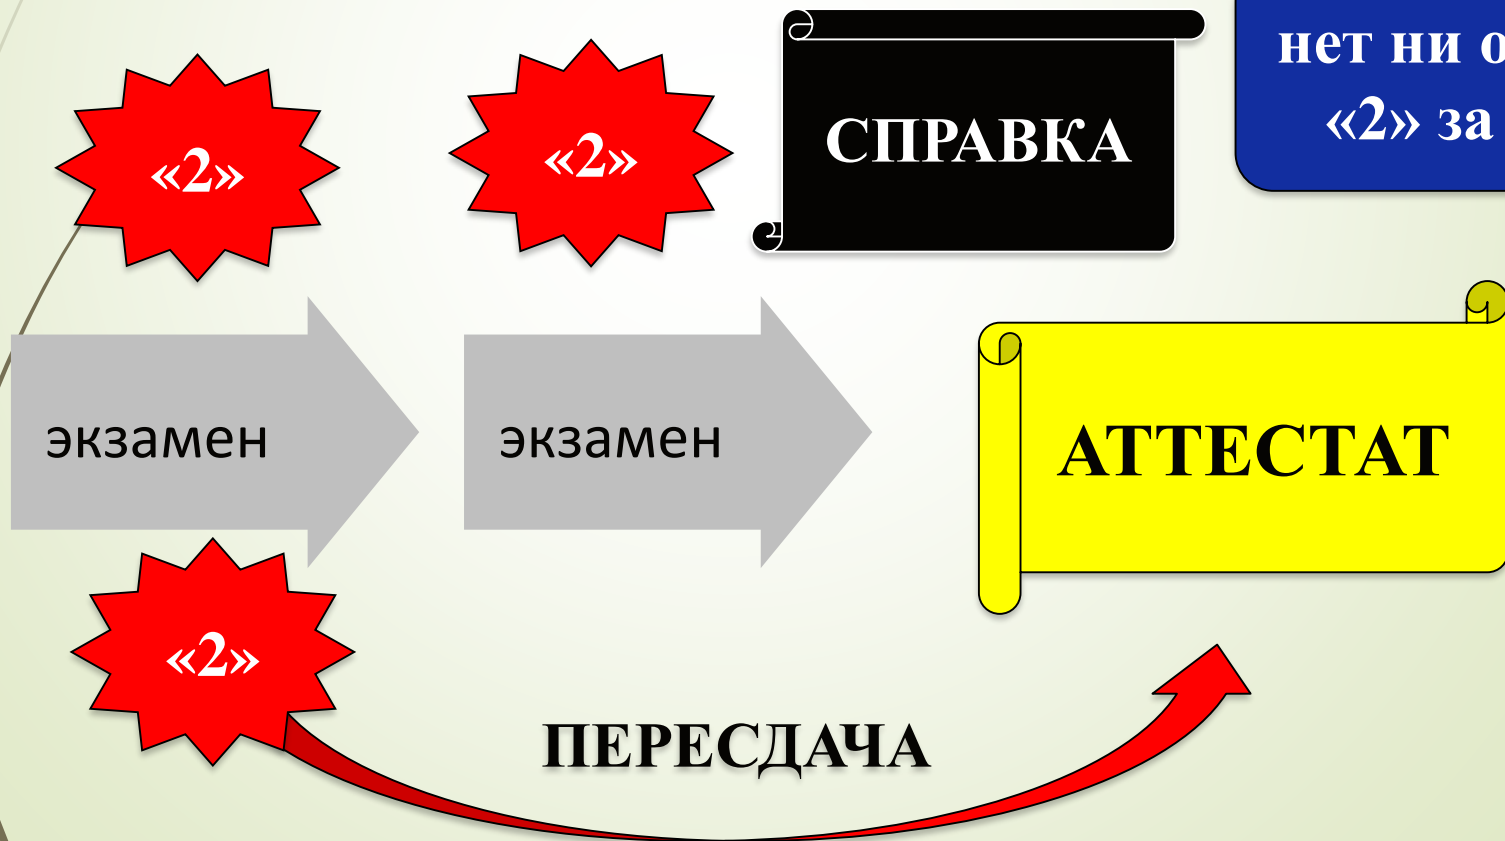 «2»
«2»
СПРАВКА
нет ни
«2» за
экзамен
экзамен
АТТЕСТАТ
«2»
ПЕРЕСДАЧА